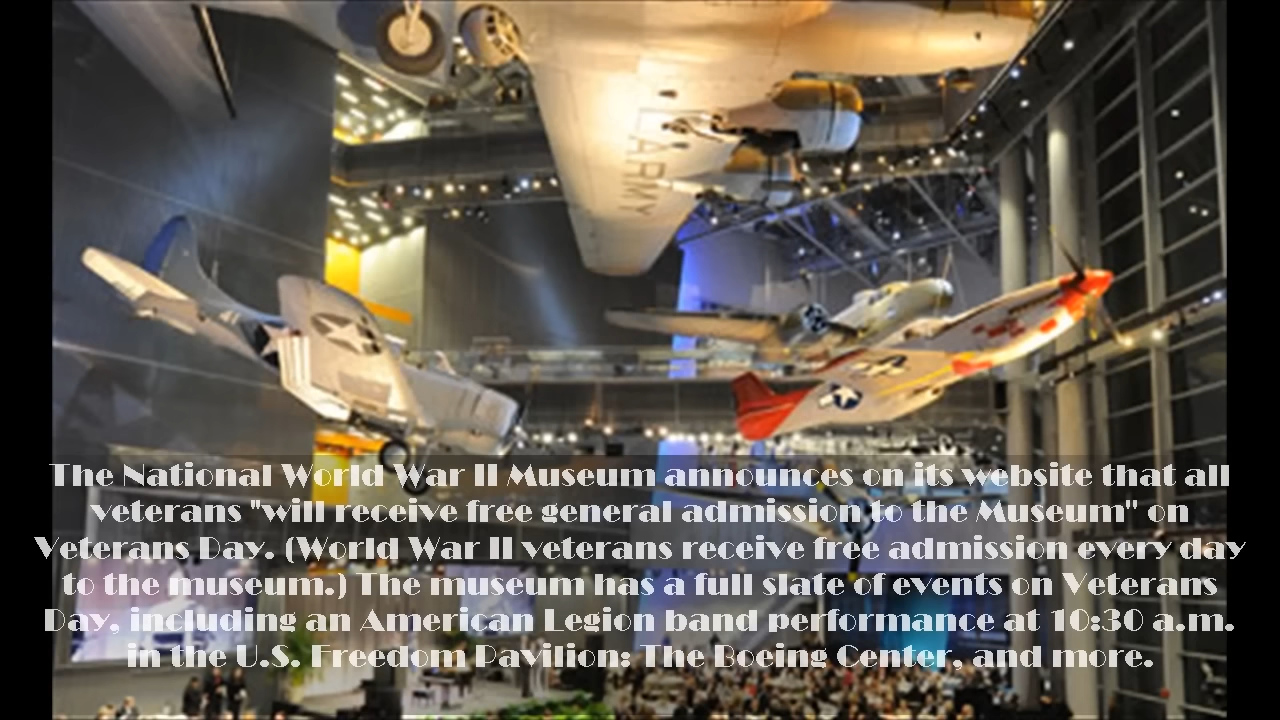 ARMY
The National World War II Museum announces on its website that all
veterans "will receive free general admission to the Museum" on
Veterans Day. (World War II veterans receive free admission every day
to the museum.) The museum has a full slate of events on Veterans
Day, including an American Legion band performance at 10:30 a.m.
in the U.S. Freedom Pavilion: The Boeing Center, and more.